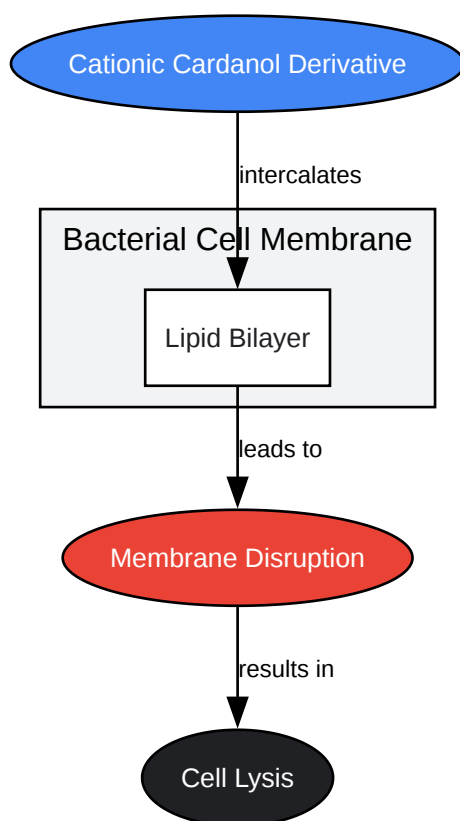 Cationic Cardanol Derivative
intercalates
Bacterial Cell Membrane
Lipid Bilayer
leads to
Membrane Disruption
results in
Cell Lysis